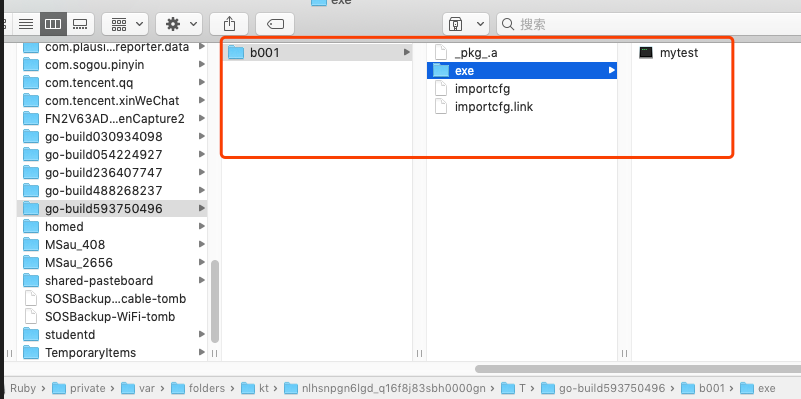 exe
搜索
com.plausi...reporter.data
com.sogou.pinyin
com.tencent.qq
com.tencent.xinWeChat
FN2V63AD...enCapture2
go-build030934098
go-build054224927
go-build236407747
go-build488268237
go-build593750496
homed
MSau_408
MSau_2656
shared-pasteboard
SOSBackup...cable-tomb
SOSBackup-WiFi-tomb
studentd
TemporaryItems
b001
_pkg_.a
exe
importcfg
importcfg.link
mytest
Ruby > private > var > folders > kt > nlhsnpgn6lgd_q16f8j83sbh0000gn > T > go-build593750496 > b001 > exe